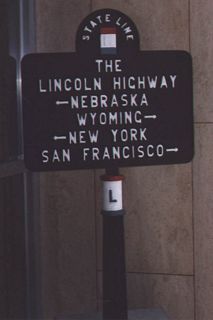 STATE LINE
THE
LINCOLN HIGHWAY
←NEBRASKA
WYOMING→
←NEW YORK
SAN FRANCISCO→
L